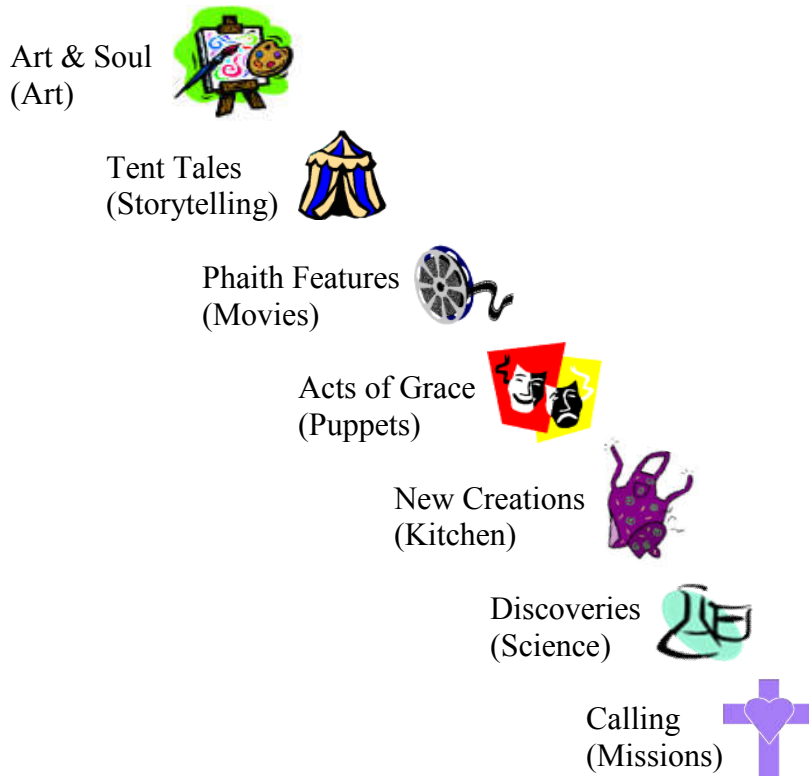 Art & Soul
(Art)
Tent Tales
(Storytelling)
Phaith Features
(Movies)
Acts of Grace
(Puppets)
New Creations
(Kitchen)
Discoveries
(Science)
Calling
(Missions)